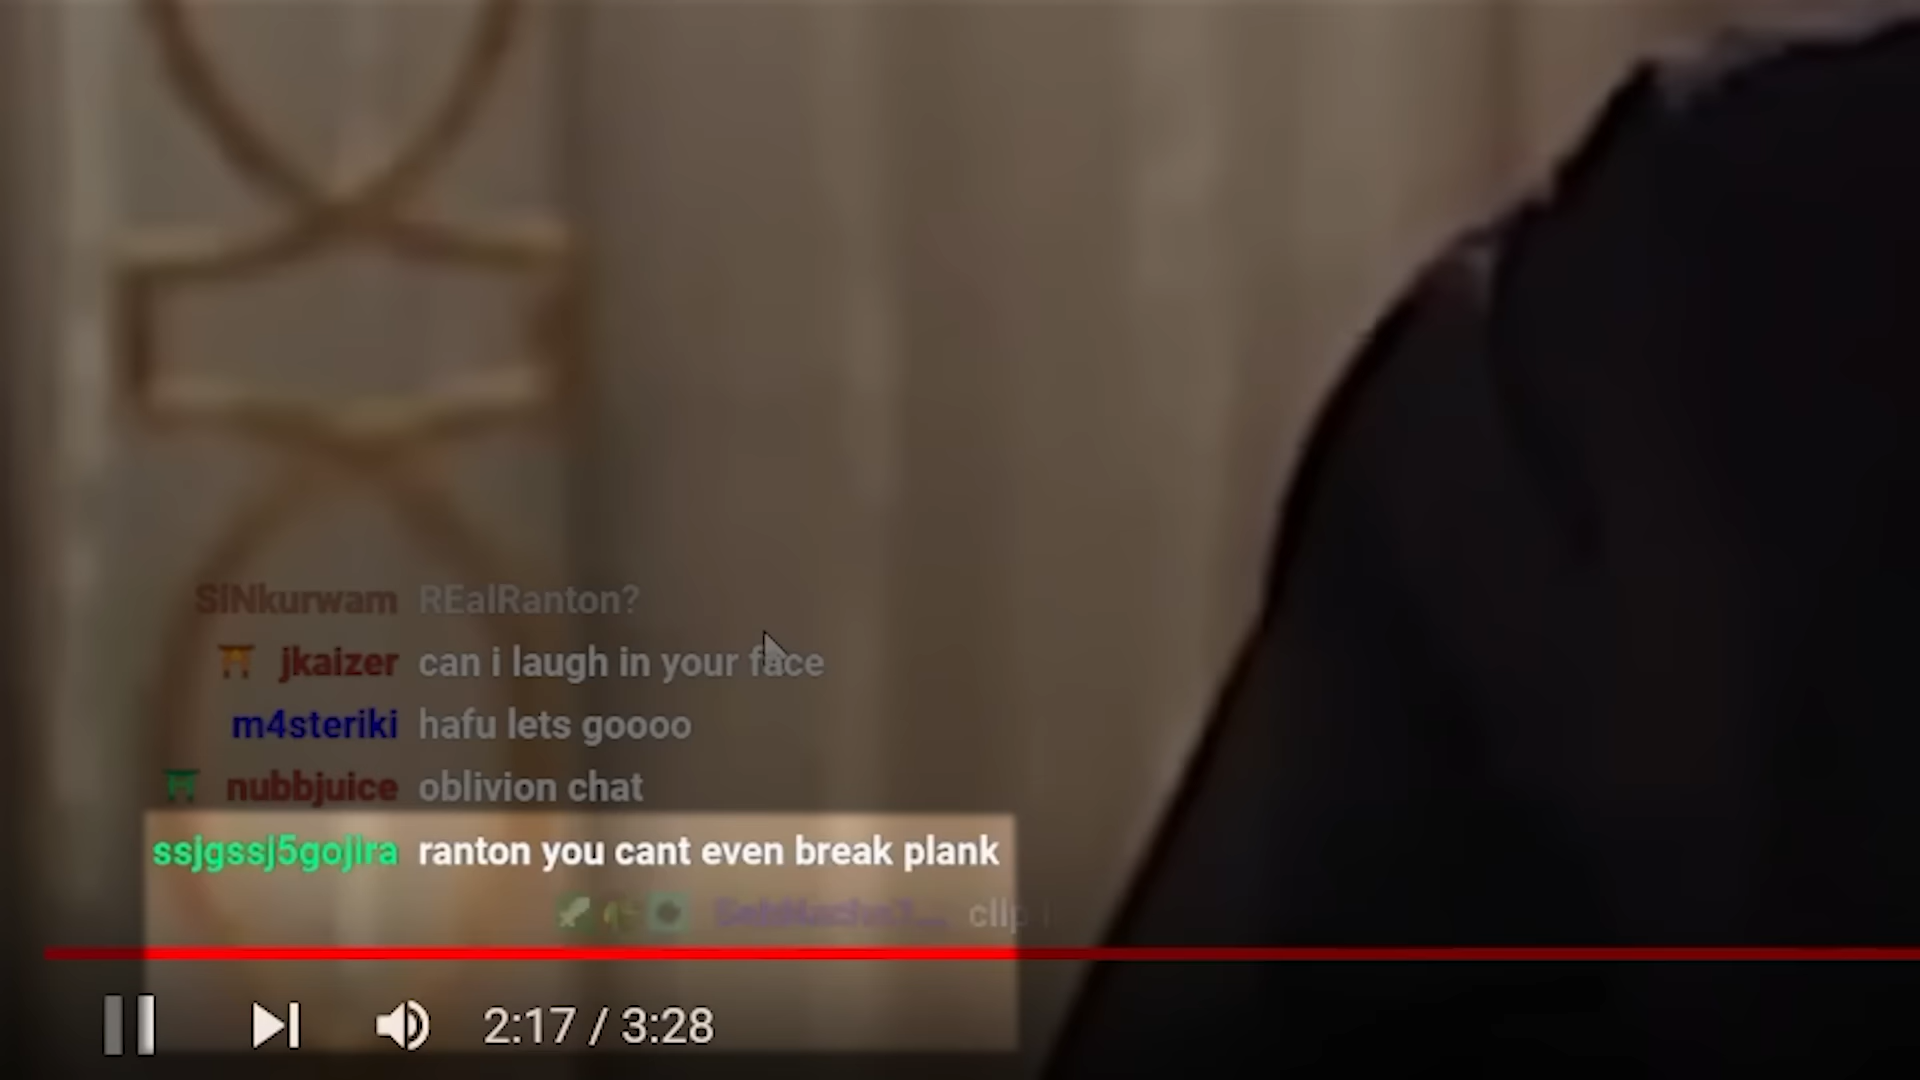 SiNkurwam REalRanton?
jkaizer can i laugh in your face
m4steriki hafu lets goooo
nubbjuice oblivion chat
ssjgssj5gojira ranton you cant even break plank
clip
2:17 / 3:28